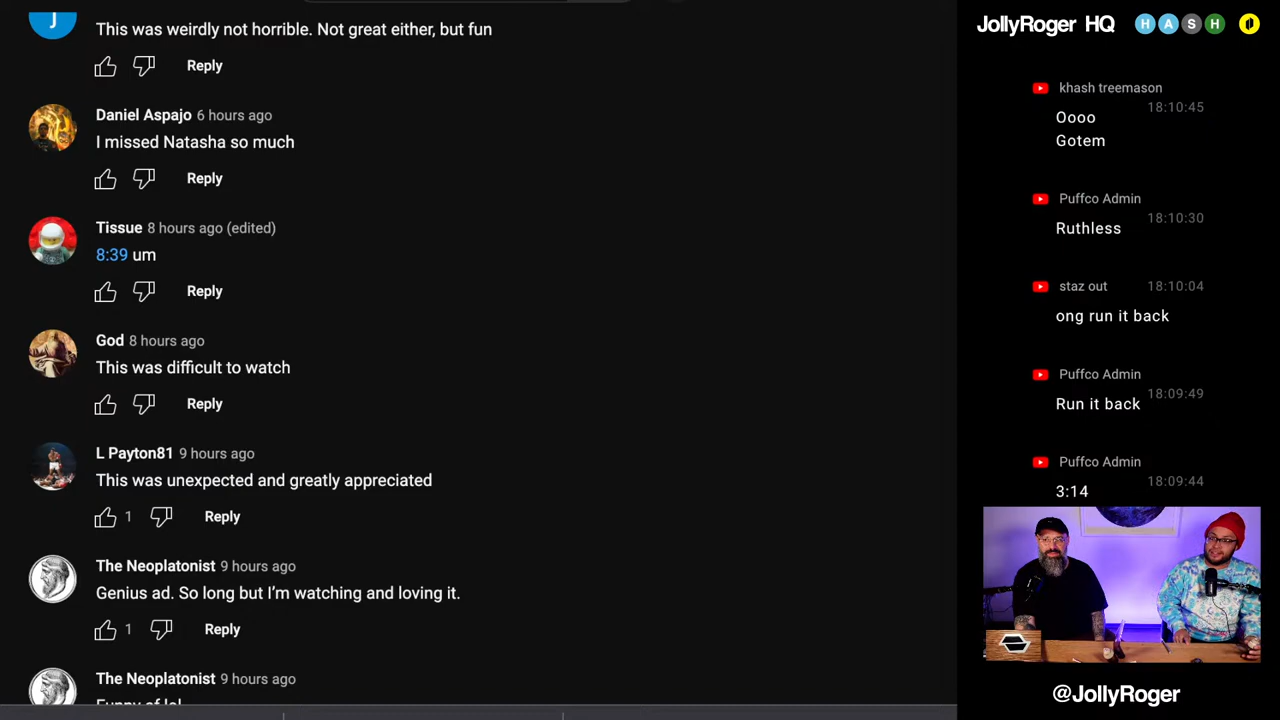 J
This was weirdly not horrible. Not great either, but fun
Reply
Daniel Aspajo 6 hours ago
I missed Natasha so much
Reply
Tissue 8 hours ago (edited)
8:39 um
Reply
God 8 hours ago
This was difficult to watch
Reply
L Payton81 9 hours ago
This was unexpected and greatly appreciated
1 Reply
The Neoplatonist 9 hours ago
Genius ad. So long but I'm watching and loving it.
1 Reply
The Neoplatonist 9 hours ago
Funny af lol
JollyRoger HQ H A S H
khash treemason
18:10:45
Oooo
Gotem
Puffco Admin
18:10:30
Ruthless
staz out 18:10:04
ong run it back
Puffco Admin
18:09:49
Run it back
Puffco Admin
18:09:44
3:14
@JollyRoger